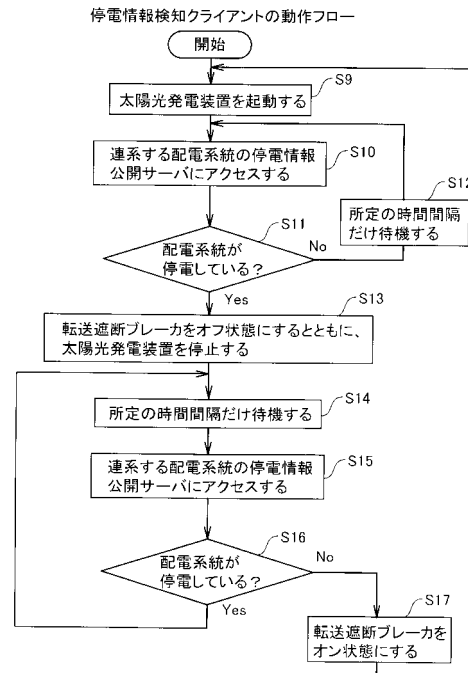 停電情報検知クライアントの動作フロー
開始
S9
太陽光発電装置を起動する
連系する配電系統の停電情報
公開サーバにアクセスする
S10
S12
所定の時間間隔
だけ待機する
S11
配電系統が
停電している?
No
Yes
S13
転送遮断ブレーカをオフ状態にするとともに、
太陽光発電装置を停止する
S14
所定の時間間隔だけ待機する
S15
連系する配電系統の停電情報
公開サーバにアクセスする
S16
配電系統が
停電している?
No
Yes
S17
転送遮断ブレーカを
オン状態にする